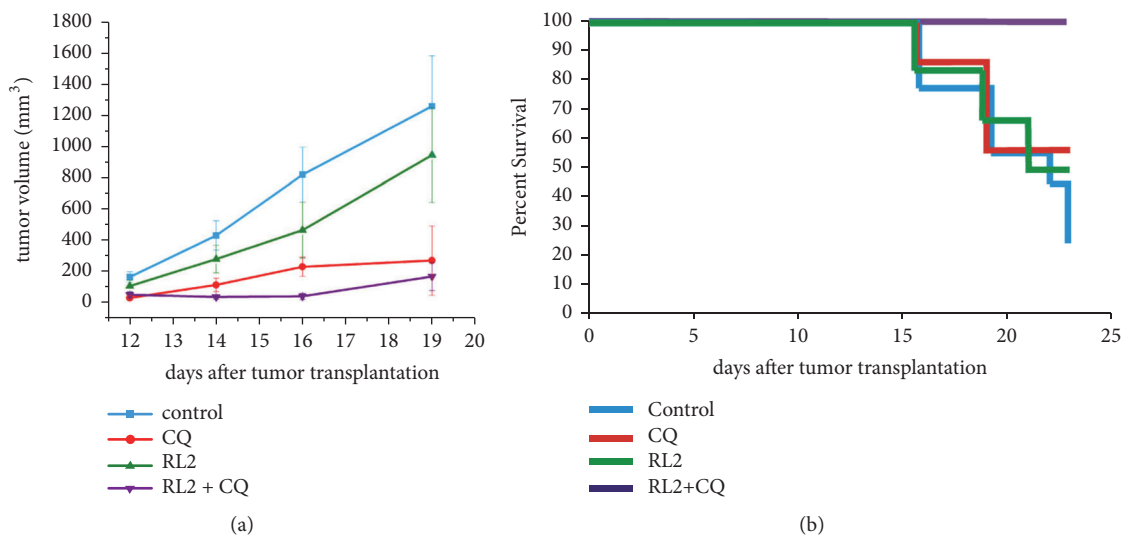 1800
1600
1400
1200
1000
800
600
400
200
0
tumor volume (mm³)
12 13 14 15 16 17 18 19 20
days after tumor transplantation
control
CQ
RL2
RL2 + CQ
(a)
100
90
80
70
60
50
40
30
20
10
0
Percent Survival
0 5 10 15 20 25
days after tumor transplantation
Control
CQ
RL2
RL2+CQ
(b)